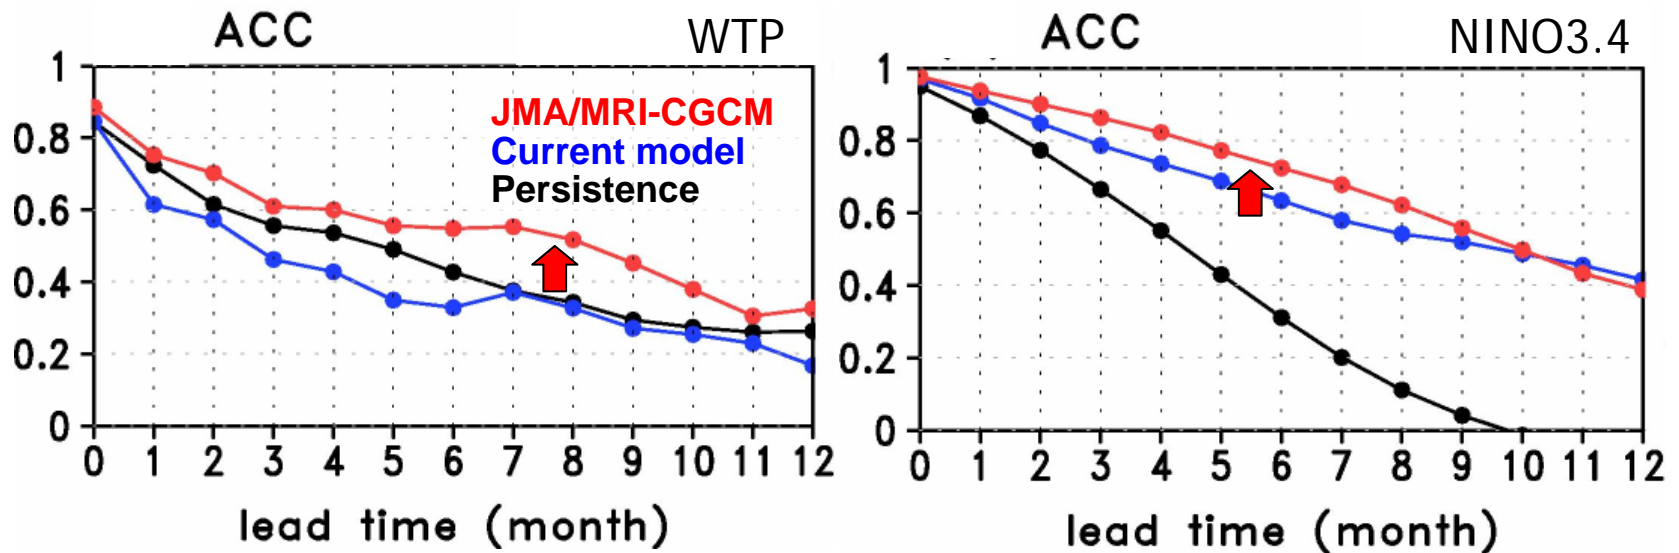 ACC WTP
1
0.8
0.6
0.4
0.2
0
JMA/MRI-CGCM
Current model
Persistence
0 1 2 3 4 5 6 7 8 9 10 11 12
lead time (month)
ACC NINO3.4
1
0.8
0.6
0.4
0.2
0
0 1 2 3 4 5 6 7 8 9 10 11 12
lead time (month)